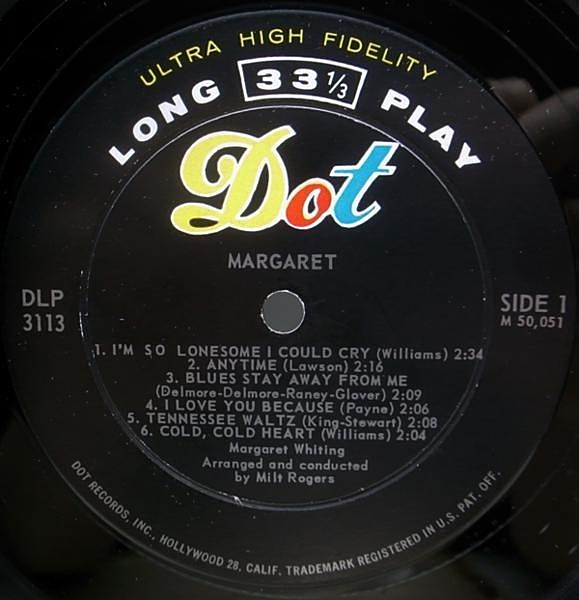 ULTRA HIGH FIDELITY
LONG 33 1/3 PLAY
Dot
MARGARET
DLP
3113
SIDE 1
M 50,051
1. I'M SO LONESOME I COULD CRY (Williams) 2:34
2. ANYTIME (Lawson) 2:16
3. BLUES STAY AWAY FROM ME
(Delmore-Delmore-Raney-Glover) 2:09
4. I LOVE YOU BECAUSE (Payne) 2:06
5. TENNESSEE WALTZ (King-Stewart) 2:08
6. COLD, COLD HEART (Williams) 2:04
Margaret Whiting
Arranged and conducted
by Milt Rogers
DOT RECORDS, INC., HOLLYWOOD 28, CALIF. TRADEMARK REGISTERED IN U.S. PAT. OFF.